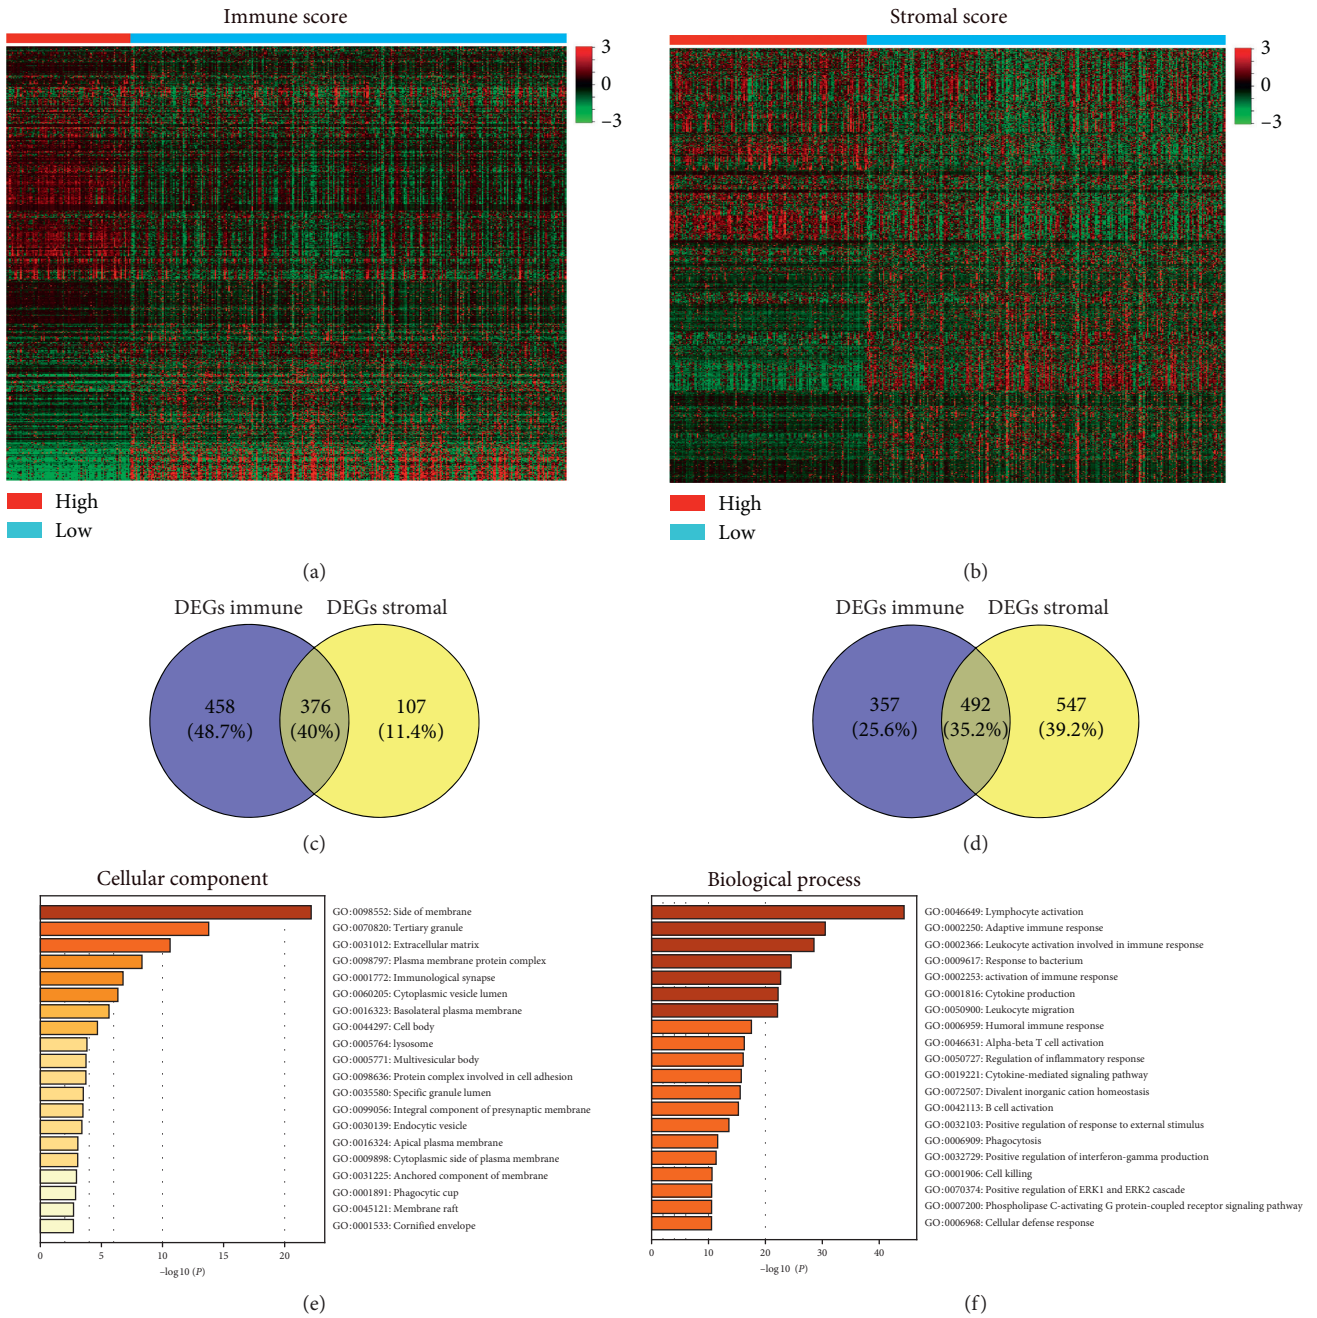 Immune score
3
0
−3
High
Low
(a)
Stromal score
3
0
−3
High
Low
(b)
DEGs immune DEGs stromal
458 376 107
(48.7%) (40%) (11.4%)
(c)
DEGs immune DEGs stromal
357 492 547
(25.6%) (35.2%) (39.2%)
(d)
Cellular component
GO:0098552: Side of membrane
GO:0070820: Tertiary granule
GO:0031012: Extracellular matrix
GO:0098797: Plasma membrane protein complex
GO:0001772: Immunological synapse
GO:0060205: Cytoplasmic vesicle lumen
GO:0016323: Basolateral plasma membrane
GO:0044297: Cell body
GO:0005764: lysosome
GO:0005771: Multivesicular body
GO:0098636: Protein complex involved in cell adhesion
GO:0035580: Specific granule lumen
GO:0099056: Integral component of presynaptic membrane
GO:0030139: Endocytic vesicle
GO:0016324: Apical plasma membrane
GO:0009898: Cytoplasmic side of plasma membrane
GO:0031225: Anchored component of membrane
GO:0001891: Phagocytic cup
GO:0045121: Membrane raft
GO:0001533: Cornified envelope
0 5 10 15 20
−log10 (P)
(e)
Biological process
GO:0046649: Lymphocyte activation
GO:0002250: Adaptive immune response
GO:0002366: Leukocyte activation involved in immune response
GO:0009617: Response to bacterium
GO:0002253: activation of immune response
GO:0001816: Cytokine production
GO:0050900: Leukocyte migration
GO:0006959: Humoral immune response
GO:0046631: Alpha-beta T cell activation
GO:0050727: Regulation of inflammatory response
GO:0019221: Cytokine-mediated signaling pathway
GO:0072507: Divalent inorganic cation homeostasis
GO:0042113: B cell activation
GO:0032103: Positive regulation of response to external stimulus
GO:0006909: Phagocytosis
GO:0032729: Positive regulation of interferon-gamma production
GO:0001906: Cell killing
GO:0070374: Positive regulation of ERK1 and ERK2 cascade
GO:0007200: Phospholipase C-activating G protein-coupled receptor signaling pathway
GO:0006968: Cellular defense response
0 10 20 30 40
−log10 (P)
(f)